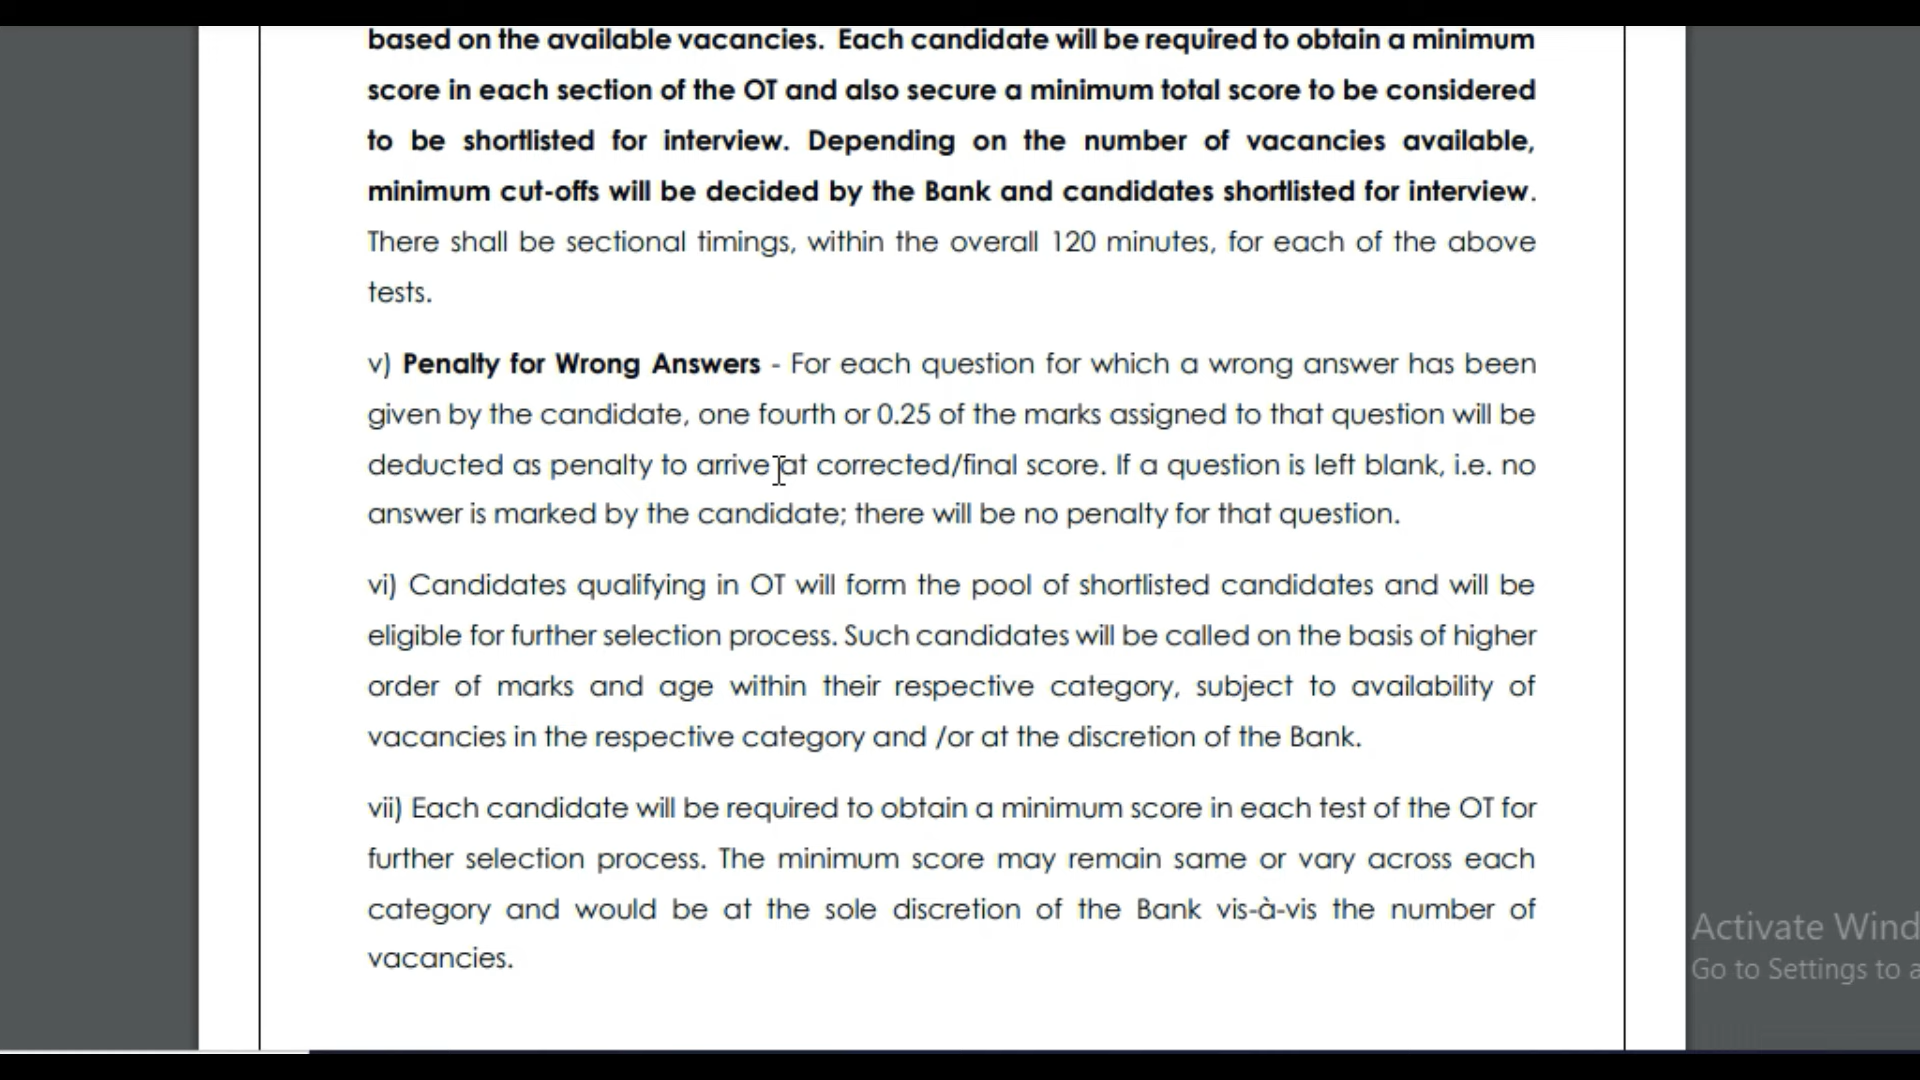 based on the available vacancies. Each candidate will be required to obtain a minimum
score in each section of the OT and also secure a minimum total score to be considered
to be shortlisted for interview. Depending on the number of vacancies available,
minimum cut-offs will be decided by the Bank and candidates shortlisted for interview.
There shall be sectional timings, within the overall 120 minutes, for each of the above
tests.
v) Penalty for Wrong Answers - For each question for which a wrong answer has been
given by the candidate, one fourth or 0.25 of the marks assigned to that question will be
deducted as penalty to arrive at corrected/final score. If a question is left blank, i.e. no
answer is marked by the candidate; there will be no penalty for that question.
vi) Candidates qualifying in OT will form the pool of shortlisted candidates and will be
eligible for further selection process. Such candidates will be called on the basis of higher
order of marks and age within their respective category, subject to availability of
vacancies in the respective category and /or at the discretion of the Bank.
vii) Each candidate will be required to obtain a minimum score in each test of the OT for
further selection process. The minimum score may remain same or vary across each
category and would be at the sole discretion of the Bank vis-à-vis the number of
vacancies.
Activate Wind
Go to Settings to a